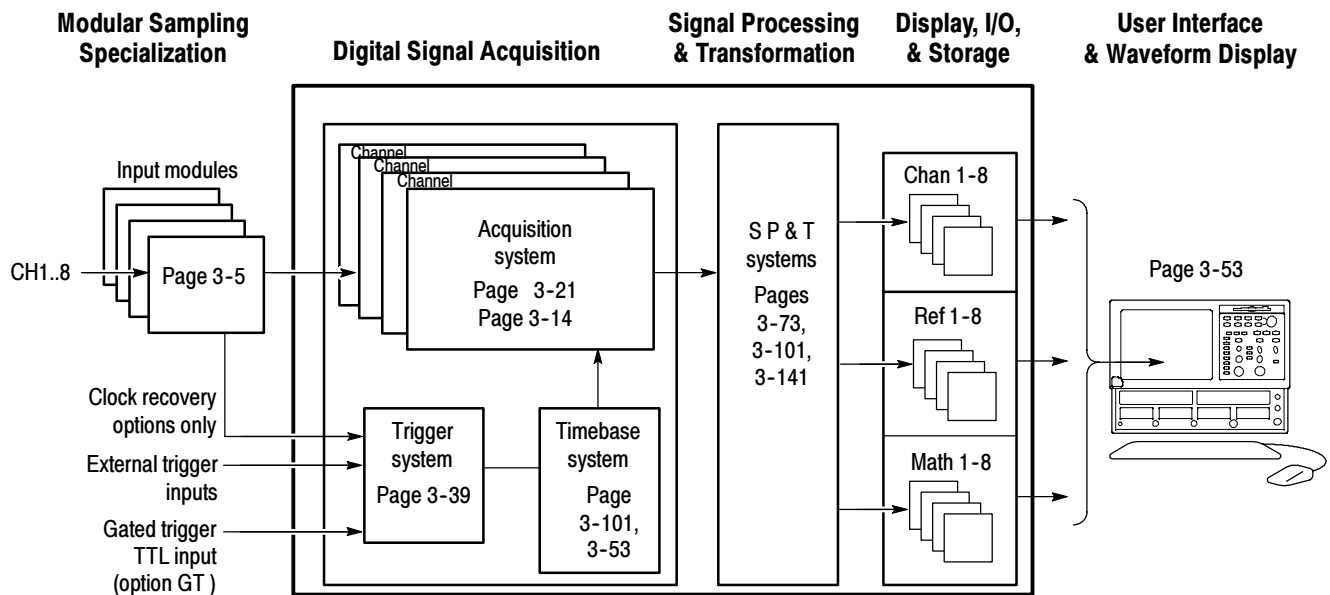 Modular Sampling
Specialization
Digital Signal Acquisition
Signal Processing
& Transformation
Display, I/O,
& Storage
User Interface
& Waveform Display
Input modules
CH1..8
Page 3-5
Channel
Channel
Channel
Acquisition
system
Page 3-21
Page 3-14
Clock recovery
options only
External trigger
inputs
Gated trigger
TTL input
(option GT )
Trigger
system
Page 3-39
Timebase
system
Page
3-101,
3-53
S P & T
systems
Pages
3-73,
3-101,
3-141
Chan 1-8
Ref 1-8
Math 1-8
Page 3-53